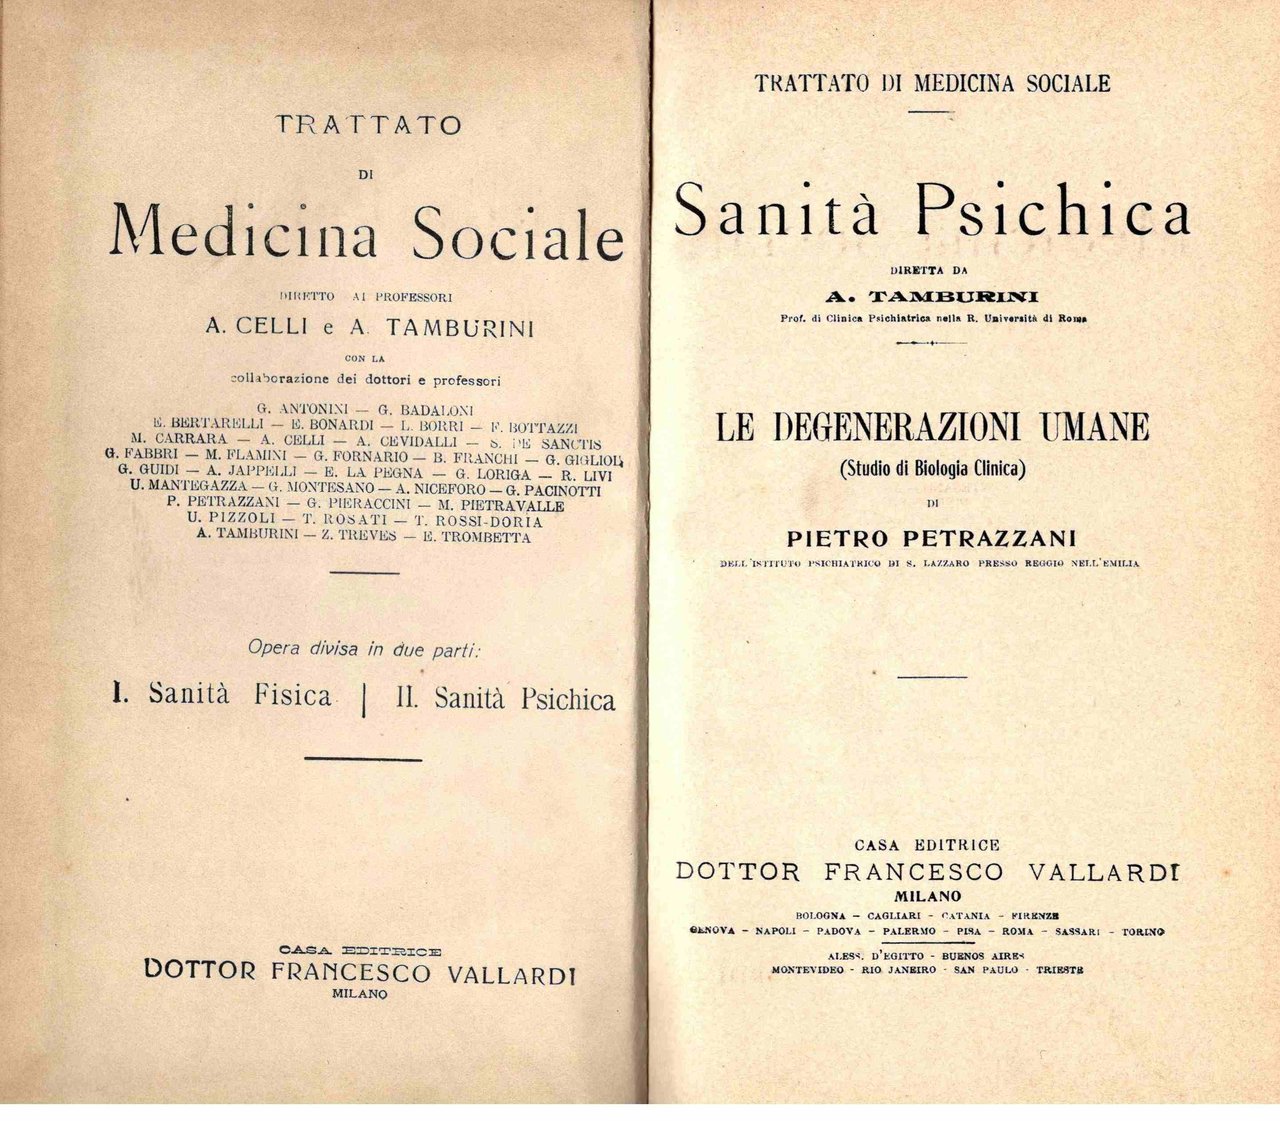 TRATTATO
DI
Medicina Sociale
DIRETTO AI PROFESSORI
A. CELLI e A. TAMBURINI
CON LA
collaborazione dei dottori e professori
G. ANTONINI — G. BADALONI
E. BERTARELLI — E. BONARDI — L. BORRI — F. BOTTAZZI
M. CARRARA — A. CELLI — A. CEVIDALLI — S. DE SANCTIS
G. FABBRI — M. FLAMINI — G. FORNARIO — B. FRANCHI — G. GIGLIOLI
G. GUIDI — A. JAPPELLI — E. LA PEGNA — G. LORIGA — R. LIVI
U. MANTEGAZZA — G. MONTESANO — A. NICEFORO — G. PACINOTTI
P. PETRAZZANI — G. PIERACCINI — M. PIETRAVALLE
U. PIZZOLI — T. ROSATI — T. ROSSI-DORIA
A. TAMBURINI — Z. TREVES — E. TROMBETTA
Opera divisa in due parti:
I. Sanità Fisica | II. Sanità Psichica
CASA EDITRICE
DOTTOR FRANCESCO VALLARDI
MILANO
TRATTATO DI MEDICINA SOCIALE
Sanità Psichica
DIRETTA DA
A. TAMBURINI
Prof. di Clinica Psichiatrica nella R. Università di Roma
LE DEGENERAZIONI UMANE
(Studio di Biologia Clinica)
DI
PIETRO PETRAZZANI
DELL'ISTITUTO PSICHIATRICO DI S. LAZZARO PRESSO REGGIO NELL'EMILIA
CASA EDITRICE
DOTTOR FRANCESCO VALLARDI
MILANO
BOLOGNA - CAGLIARI - CATANIA - FIRENZE
GENOVA - NAPOLI - PADOVA - PALERMO - PISA - ROMA - SASSARI - TORINO
ALESS. D'EGITTO - BUENOS AIRES
MONTEVIDEO - RIO JANEIRO - SAN PAULO - TRIESTE